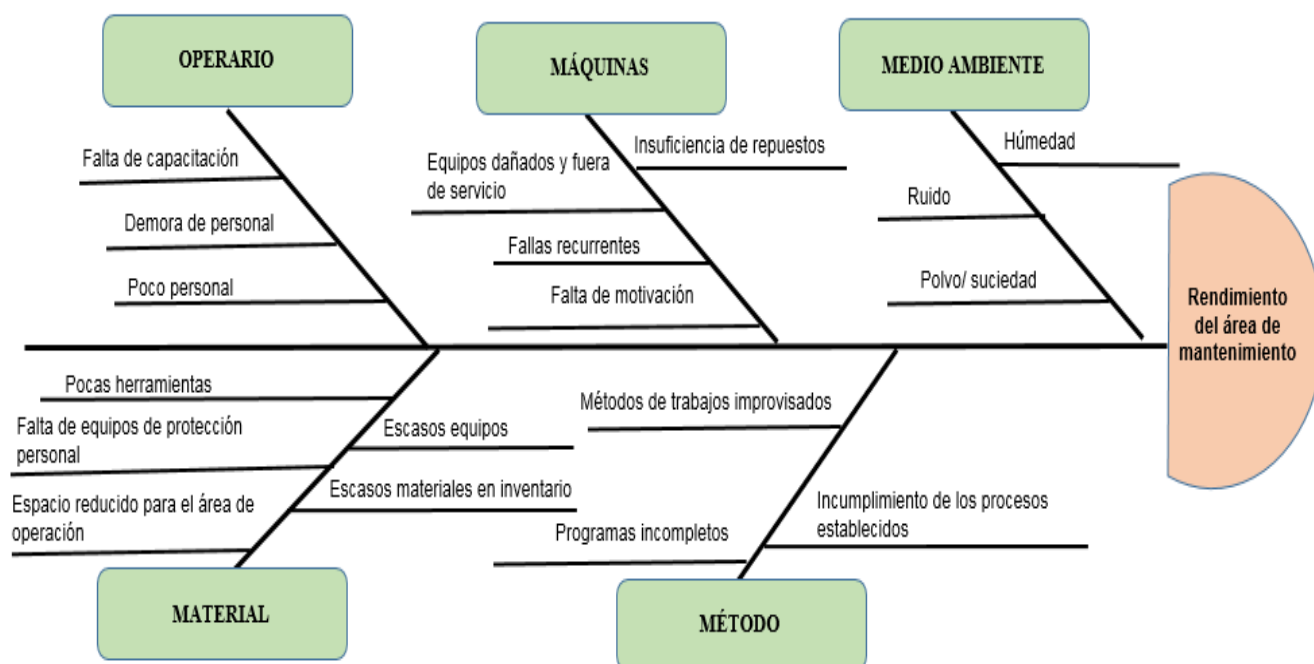 OPERARIO
MÁQUINAS
MEDIO AMBIENTE
Falta de capacitación
Demora de personal
Poco personal
Insuficiencia de repuestos
Equipos dañados y fuera
de servicio
Fallas recurrentes
Falta de motivación
Húmedad
Ruido
Polvo/ suciedad
Rendimiento
del área de
mantenimiento
Pocas herramientas
Falta de equipos de protección
personal
Espacio reducido para el área de
operación
Escasos equipos
Escasos materiales en inventario
Métodos de trabajos improvisados
Programas incompletos
Incumplimiento de los procesos
establecidos
MATERIAL
MÉTODO